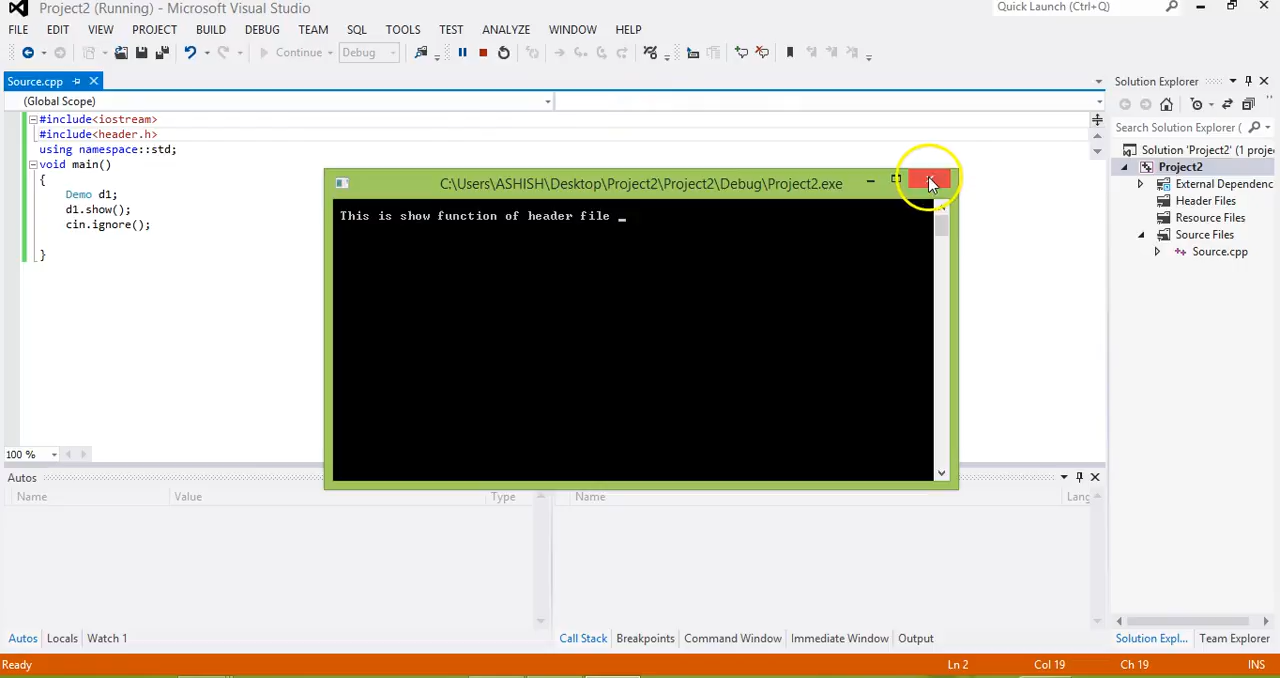 Project2 (Running) - Microsoft Visual Studio
Quick Launch (Ctrl+Q)
FILE EDIT VIEW PROJECT BUILD DEBUG TEAM SQL TOOLS TEST ANALYZE WINDOW HELP
Continue Debug
Source.cpp
Solution Explorer
(Global Scope)
#include<iostream>
#include<header.h>
using namespace::std;
void main()
{
Demo d1;
d1.show();
cin.ignore();
}
C:\Users\ASHISH\Desktop\Project2\Project2\Debug\Project2.exe
This is show function of header file _
Search Solution Explorer (
Solution 'Project2' (1 proje
Project2
External Dependenc
Header Files
Resource Files
Source Files
Source.cpp
100 %
Autos
Name Value Type
Name Lang
Autos Locals Watch 1
Call Stack Breakpoints Command Window Immediate Window Output
Solution Expl... Team Explorer
Ready Ln 2 Col 19 Ch 19 INS